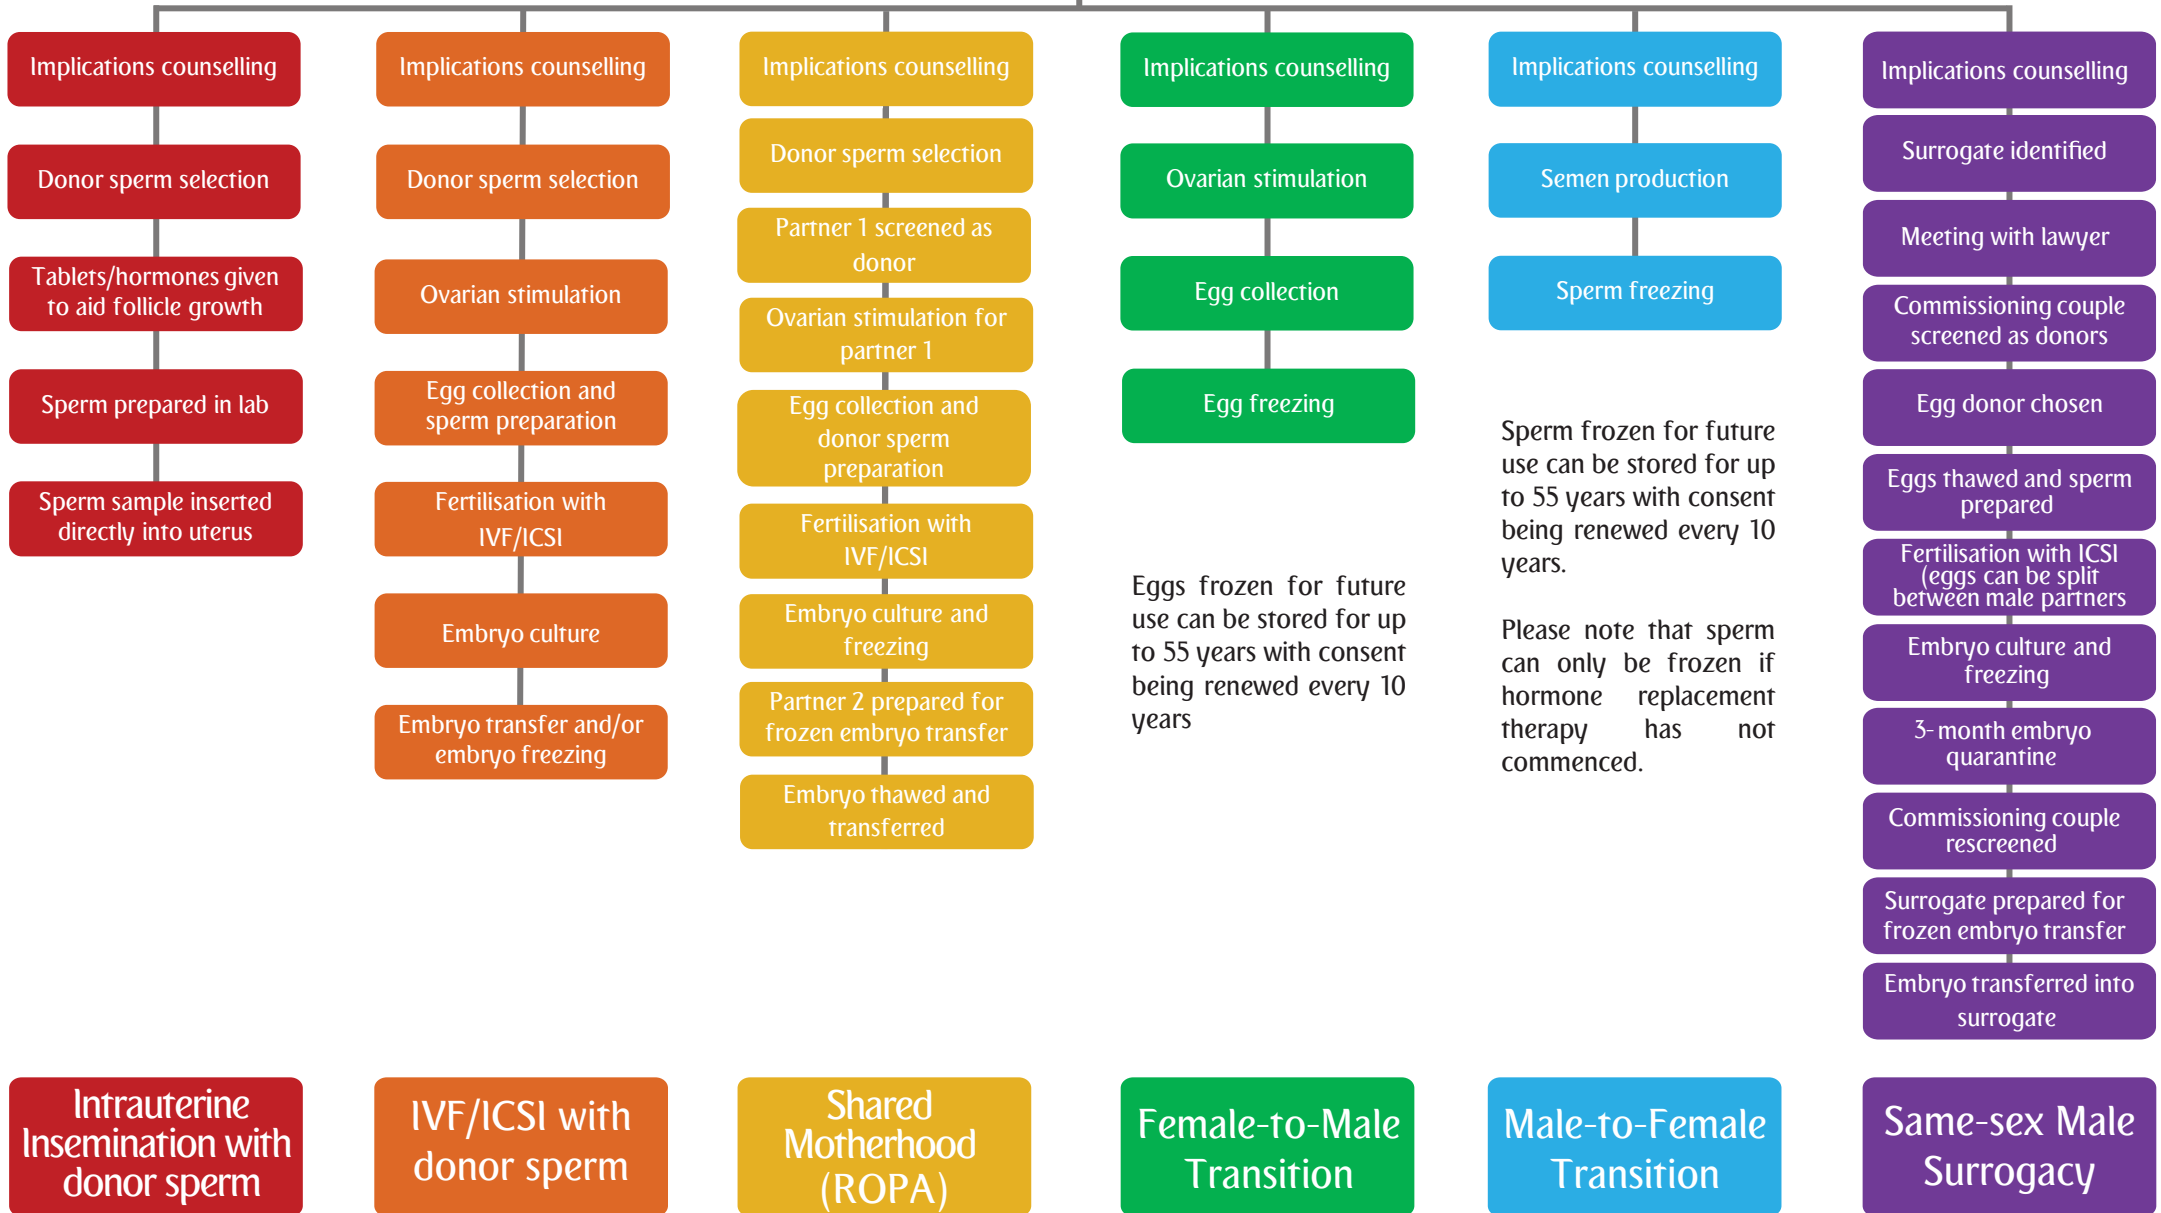 Implications counselling
Donor sperm selection
Tablets/hormones given
to aid follicle growth
Sperm prepared in lab
Sperm sample inserted
directly into uterus
Intrauterine
Insemination with
donor sperm
Implications counselling
Donor sperm selection
Ovarian stimulation
Egg collection and
sperm preparation
Fertilisation with
IVF/ICSI
Embryo culture
Embryo transfer and/or
embryo freezing
IVF/ICSI with
donor sperm
Implications counselling
Donor sperm selection
Partner 1 screened as
donor
Ovarian stimulation for
partner 1
Egg collection and
donor sperm
preparation
Fertilisation with
IVF/ICSI
Embryo culture and
freezing
Partner 2 prepared for
frozen embryo transfer
Embryo thawed and
transferred
Shared
Motherhood
(ROPA)
Implications counselling
Ovarian stimulation
Egg collection
Egg freezing
Eggs frozen for future
use can be stored for up
to 55 years with consent
being renewed every 10
years
Female-to-Male
Transition
Implications counselling
Semen production
Sperm freezing
Sperm frozen for future
use can be stored for up
to 55 years with consent
being renewed every 10
years.
Please note that sperm
can only be frozen if
hormone replacement
therapy has not
commenced.
Male-to-Female
Transition
Implications counselling
Surrogate identified
Meeting with lawyer
Commissioning couple
screened as donors
Egg donor chosen
Eggs thawed and sperm
prepared
Fertilisation with ICSI
(eggs can be split
between male partners
Embryo culture and
freezing
3-month embryo
quarantine
Commissioning couple
rescreened
Surrogate prepared for
frozen embryo transfer
Embryo transferred into
surrogate
Same-sex Male
Surrogacy